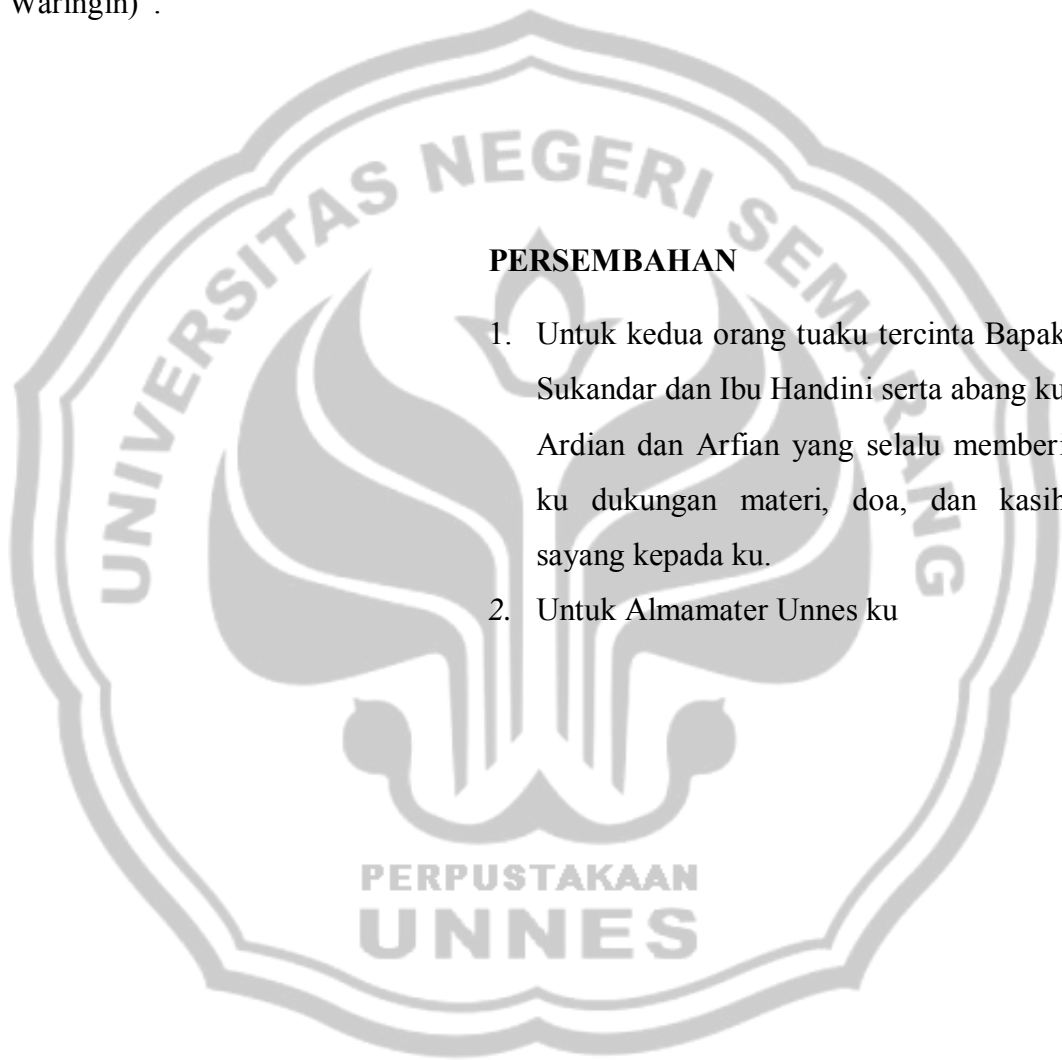 Waringin) .
UNIVERSITAS NEGERI SEMARANG
PERSEMBAHAN
1. Untuk kedua orang tuaku tercinta Bapak
Sukandar dan Ibu Handini serta abang ku
Ardian dan Arfian yang selalu memberi
ku dukungan materi, doa, dan kasih
sayang kepada ku.
2. Untuk Almamater Unnes ku
PERPUSTAKAAN
UNNES